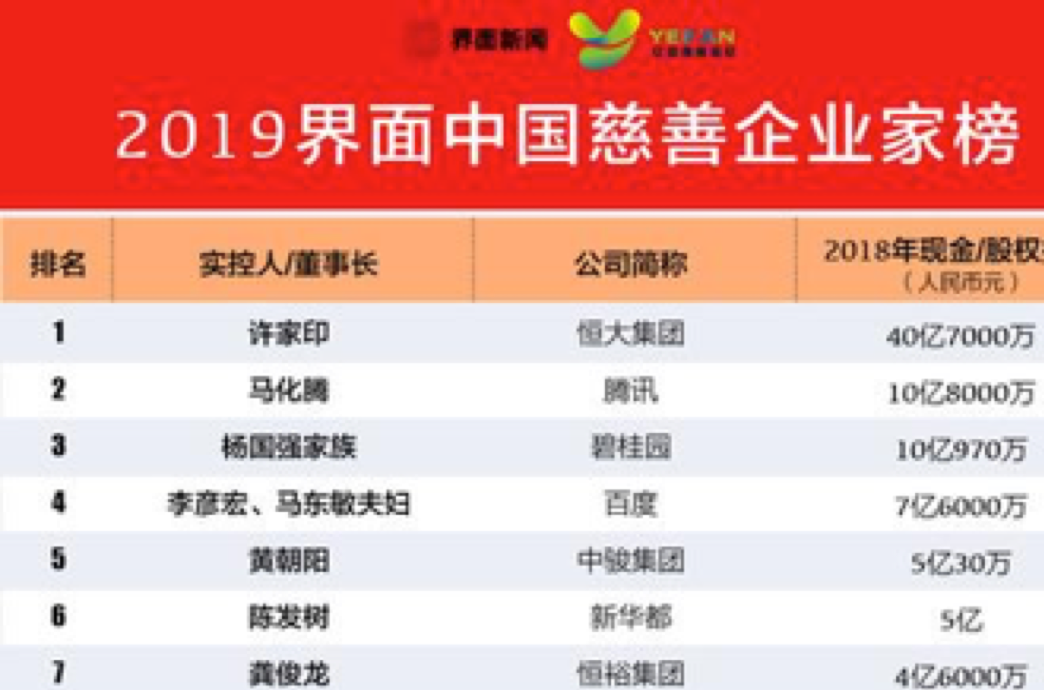 界面新闻 YEFAN
2019界面中国慈善企业家榜
排名 实控人/董事长 公司简称 2018年现金/股权
（人民币元）
1 许家印 恒大集团 40亿7000万
2 马化腾 腾讯 10亿8000万
3 杨国强家族 碧桂园 10亿970万
4 李彦宏、马东敏夫妇 百度 7亿6000万
5 黄朝阳 中骏集团 5亿30万
6 陈发树 新华都 5亿
7 龚俊龙 恒裕集团 4亿6000万